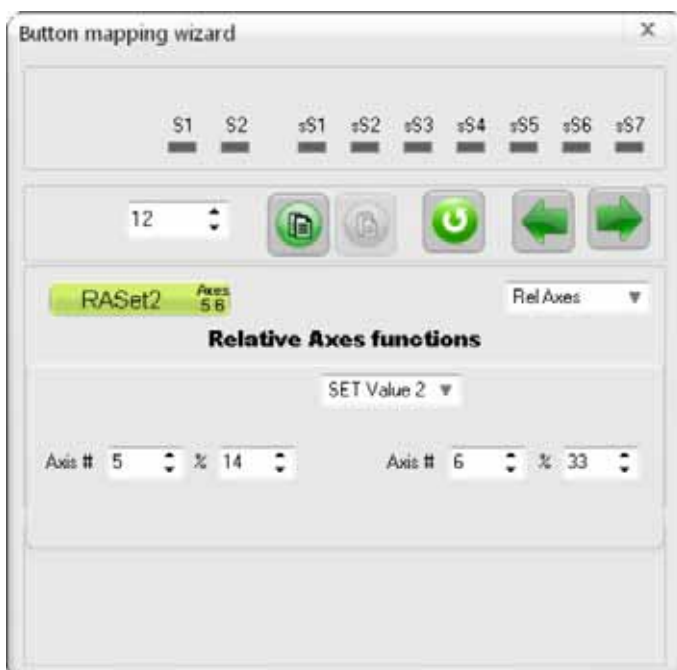 Button mapping wizard
S1 S2 sS1 sS2 sS3 sS4 sS5 sS6 sS7
12
RASet2 Axes 5 6 Rel Axes
Relative Axes functions
SET Value 2
Axis # 5 % 14 Axis # 6 % 33